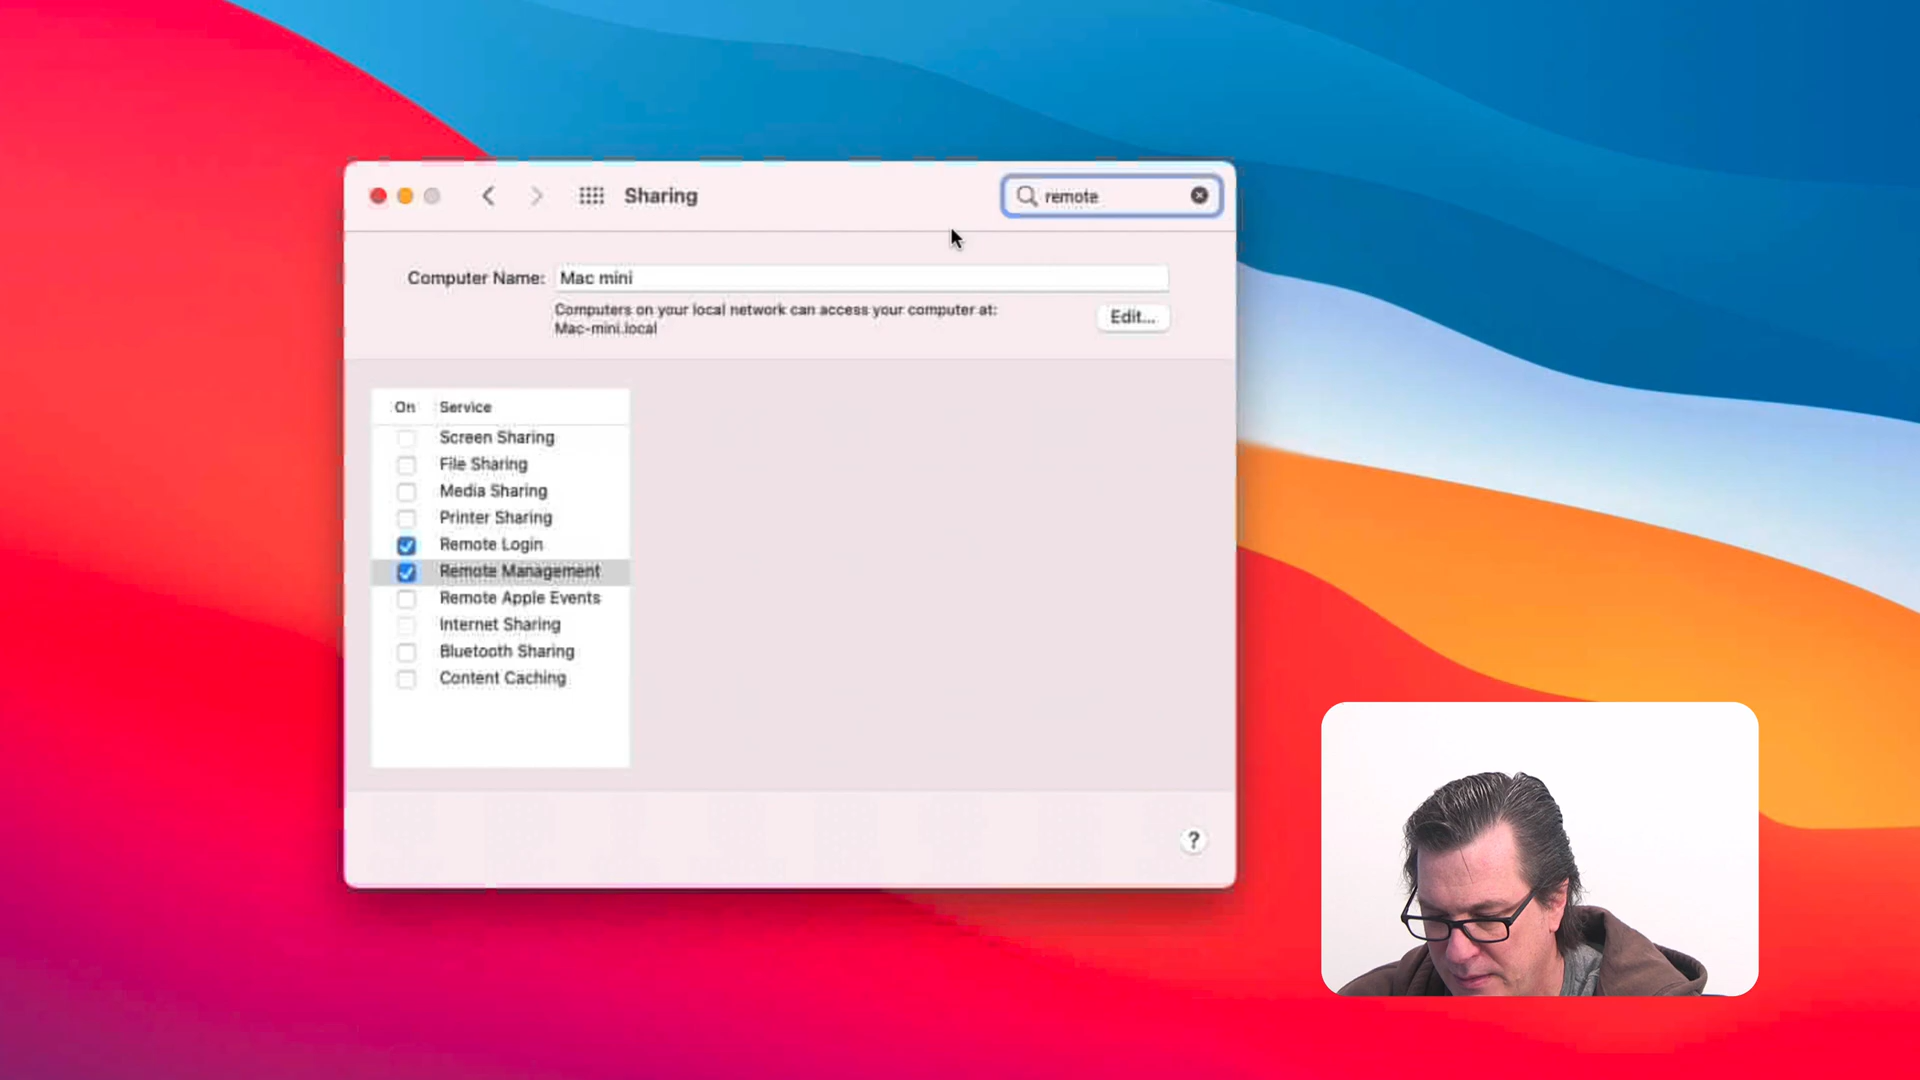 Sharing
remote
Computer Name: Mac mini
Computers on your local network can access your computer at:
Mac-mini.local
Edit...
On Service
Screen Sharing
File Sharing
Media Sharing
Printer Sharing
Remote Login
Remote Management
Remote Apple Events
Internet Sharing
Bluetooth Sharing
Content Caching
?